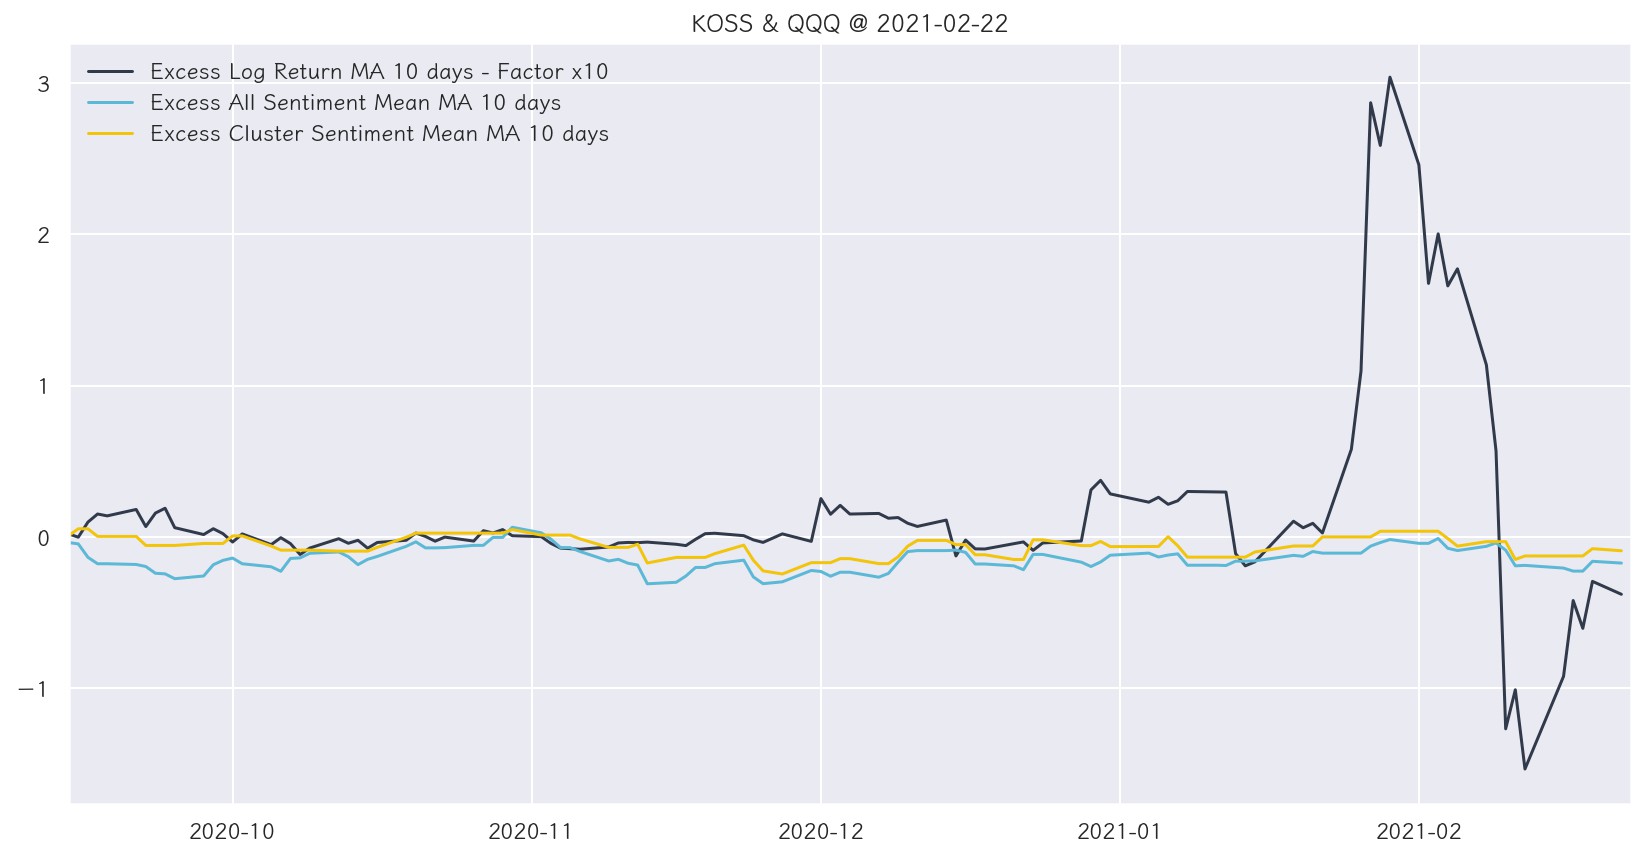 KOSS & QQQ @ 2021-02-22
Excess Log Return MA 10 days - Factor x10
Excess All Sentiment Mean MA 10 days
Excess Cluster Sentiment Mean MA 10 days
3
2
1
0
−1
2020-10 2020-11 2020-12 2021-01 2021-02